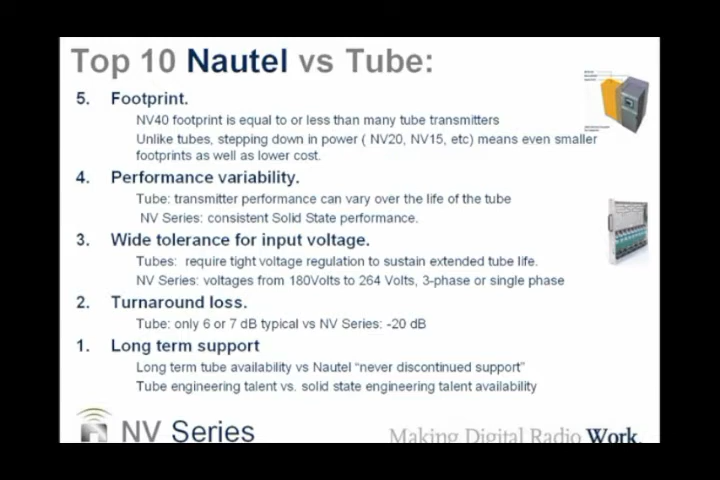 Top 10 Nautel vs Tube:
5. Footprint.
NV40 footprint is equal to or less than many tube transmitters
Unlike tubes, stepping down in power ( NV20, NV15, etc) means even smaller
footprints as well as lower cost.
4. Performance variability.
Tube: transmitter performance can vary over the life of the tube
NV Series: consistent Solid State performance.
3. Wide tolerance for input voltage.
Tubes: require tight voltage regulation to sustain extended tube life.
NV Series: voltages from 180Volts to 264 Volts, 3-phase or single phase
2. Turnaround loss.
Tube: only 6 or 7 dB typical vs NV Series: -20 dB
1. Long term support
Long term tube availability vs Nautel “never discontinued support”
Tube engineering talent vs. solid state engineering talent availability
NV Series
Making Digital Radio Work.